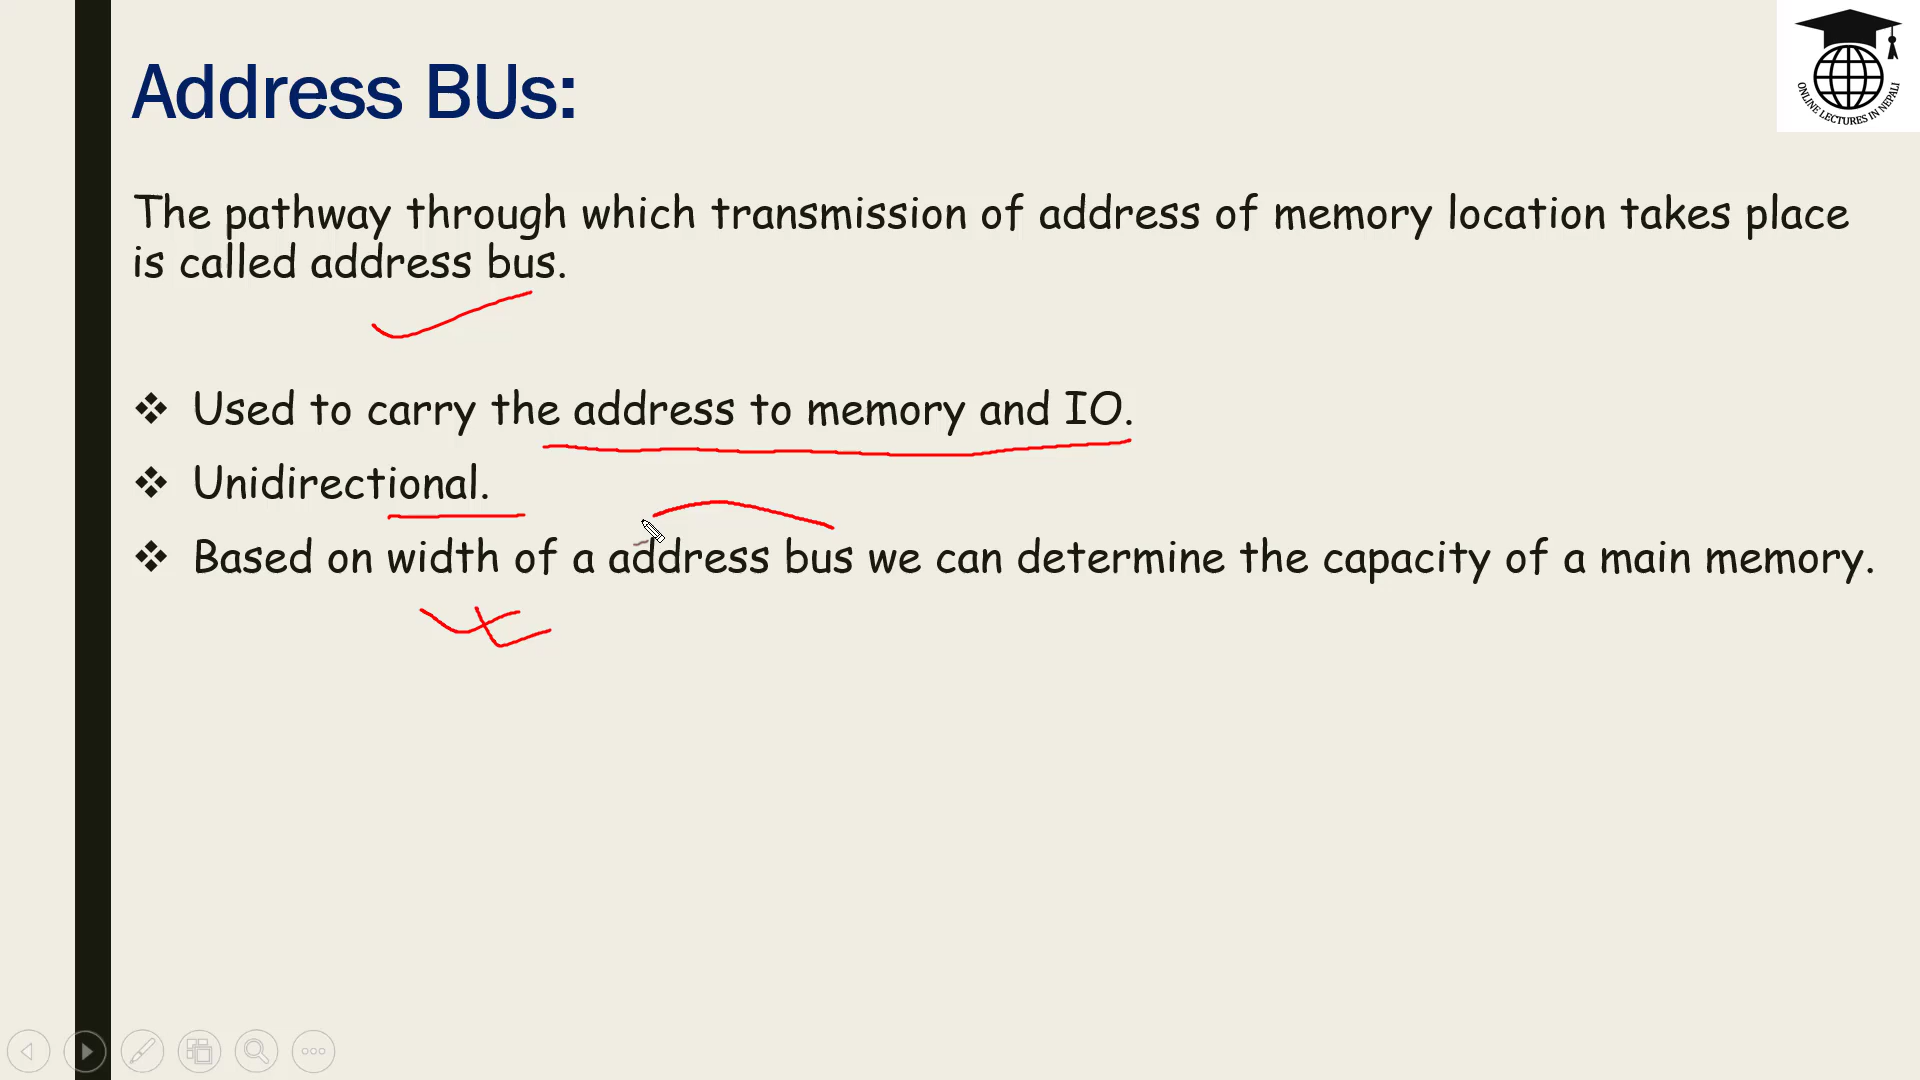 Address BUs:
ONLINE LECTURES IN NEPALI
The pathway through which transmission of address of memory location takes place
is called address bus.
❖ Used to carry the address to memory and IO.
❖ Unidirectional.
❖ Based on width of a address bus we can determine the capacity of a main memory.